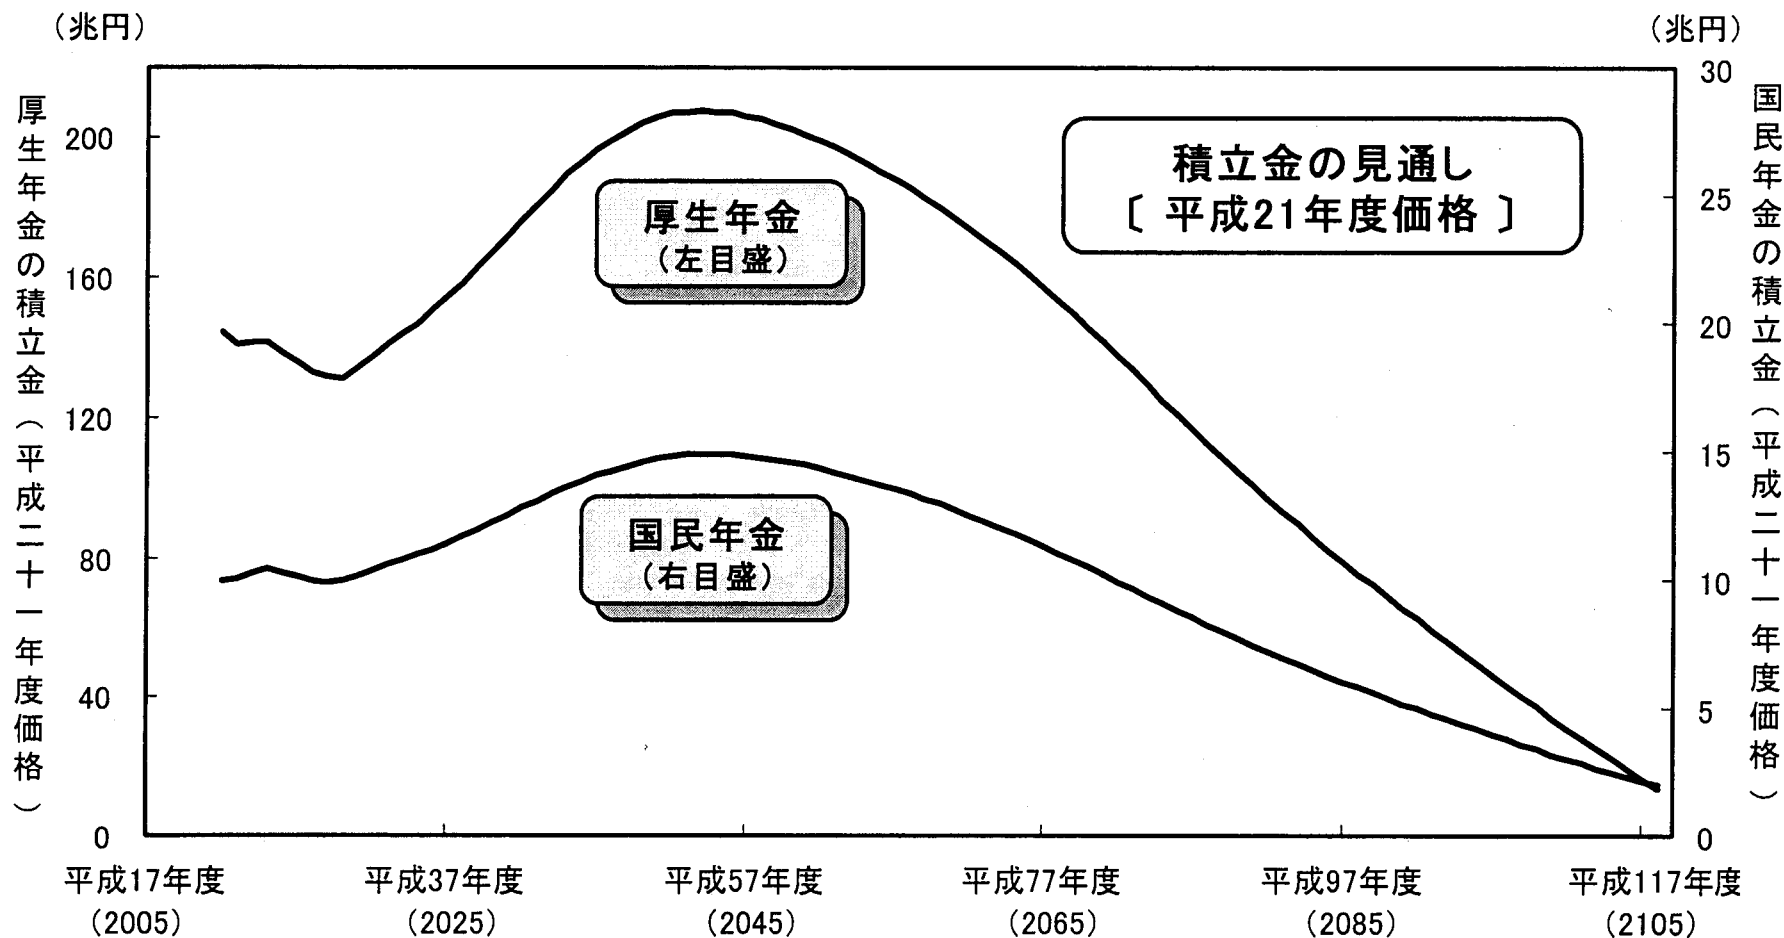 （兆円）
（兆円）
厚生年金の積立金（平成二十一年度価格）
200
160
120
80
40
0
積立金の見通し
〔 平成21年度価格 〕
厚生年金
（左目盛）
国民年金
（右目盛）
30
25
20
15
10
5
0
国民年金の積立金（平成二十一年度価格）
平成17年度
（2005）
平成37年度
（2025）
平成57年度
（2045）
平成77年度
（2065）
平成97年度
（2085）
平成117年度
（2105）